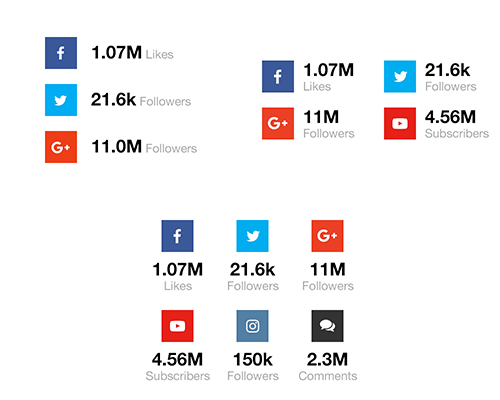 1.07M Likes
21.6k Followers
11.0M Followers
1.07M
Likes
21.6k
Followers
11M
Followers
4.56M
Subscribers
1.07M
Likes
21.6k
Followers
11M
Followers
4.56M
Subscribers
150k
Followers
2.3M
Comments